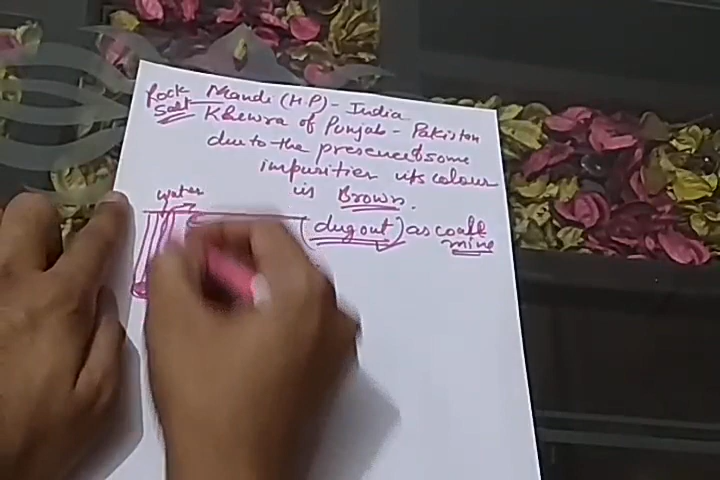 Rock Mandi (H.P) - India
Salt Khewra of Punjab - Pakistan
due to the presence of some
impurities its colour
is Brown.
water
(dug out) as coal
mine